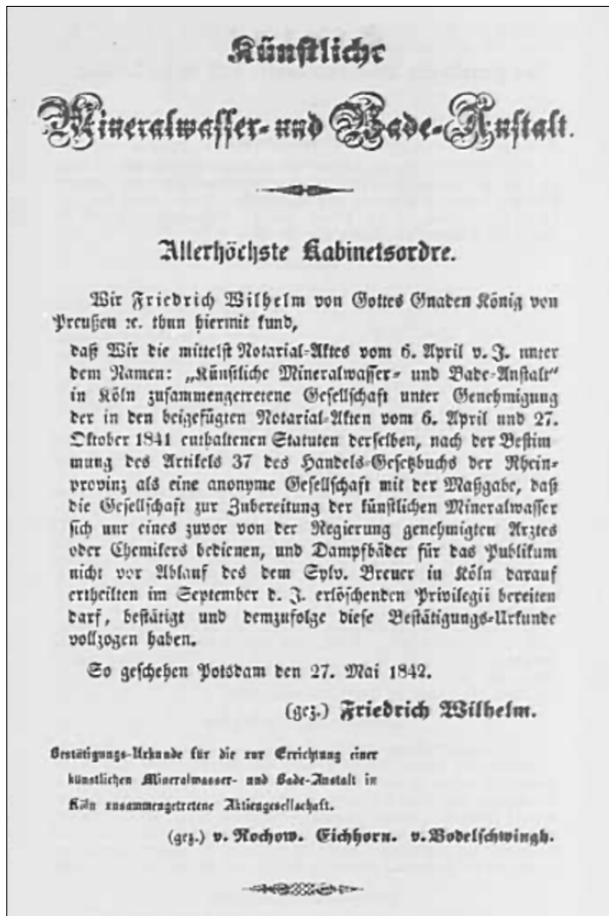 Künstliche
Mineralwasser- und Bade-Anstalt.
Allerhöchste Kabinetsordre.
Wir Friedrich Wilhelm von Gottes Gnaden König von
Preußen ꝛc. thun hiermit kund,
daß Wir die mittelst Notarial-Aktes vom 6. April v. J. unter
dem Namen: „Künstliche Mineralwasser- und Bade-Anstalt“
in Köln zusammengetretene Gesellschaft unter Genehmigung
der in den beigefügten Notarial-Akten vom 6. April und 27.
Oktober 1841 enthaltenen Statuten derselben, nach der Bestim
mung des Artikels 37 des Handels-Gesetzbuchs der Rhein-
provinz als eine anonyme Gesellschaft mit der Maßgabe, daß
die Gesellschaft zur Zubereitung der künstlichen Mineralwasser
sich nur eines zuvor von der Regierung genehmigten Arztes
oder Chemikers bedienen, und Dampfbäder für das Publikum
nicht vor Ablauf des dem Sylv. Breuer in Köln darauf
ertheilten im September d. J. erlöschenden Privilegii bereiten
darf, bestätigt und demzufolge diese Bestätigungs-Urkunde
vollzogen haben.
So geschehen Potsdam den 27. Mai 1842.
(gez.) Friedrich Wilhelm.
Bestätigungs-Urkunde für die zur Errichtung einer
künstlichen Mineralwasser- und Bade-Anstalt in
Köln zusammengetretene Aktiengesellschaft.
(gez.) v. Rochow. Eichhorn. v. Bodelschwingh.